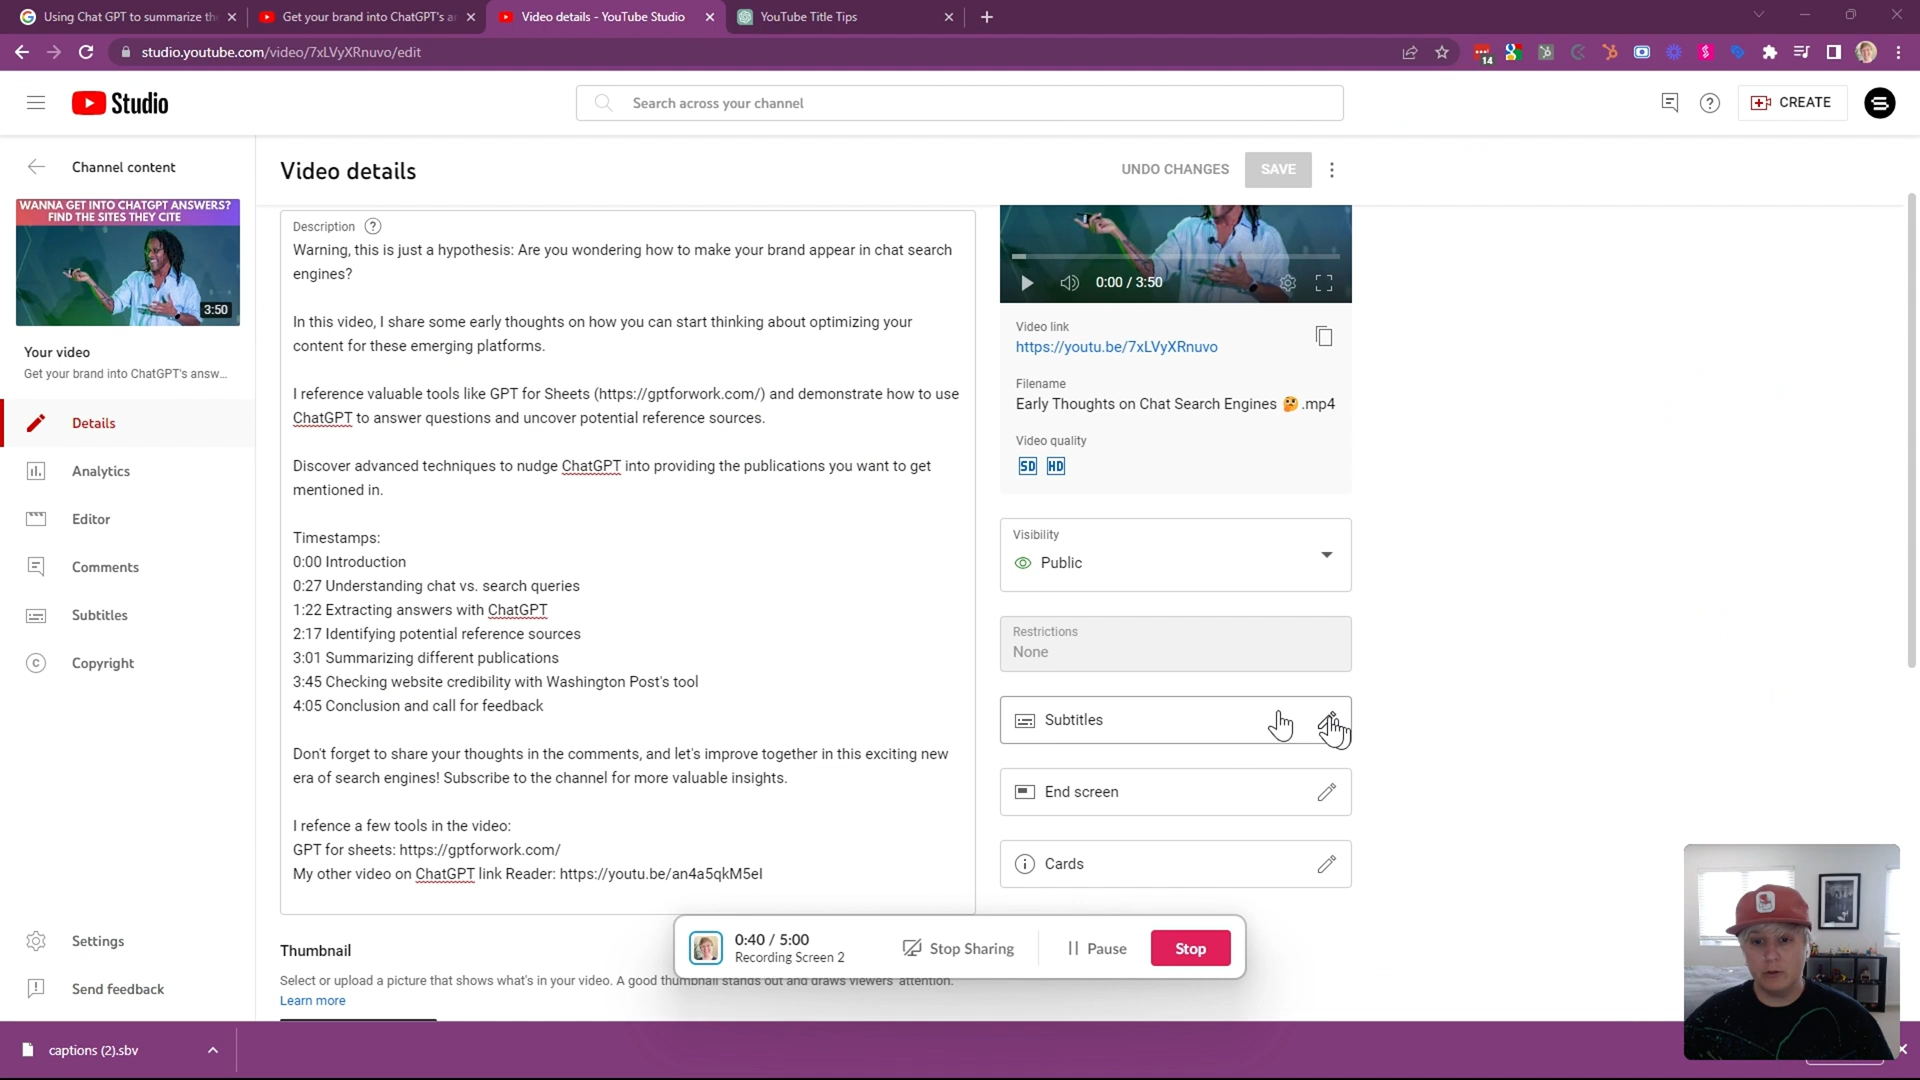 Using Chat GPT to summarize the
Get your brand into ChatGPT's a
Video details - YouTube Studio
YouTube Title Tips
studio.youtube.com/video/7xLVyXRnuvo/edit
14
Studio
Search across your channel
CREATE
Channel content
Video details
UNDO CHANGES
SAVE
WANNA GET INTO CHATGPT ANSWERS?
FIND THE SITES THEY CITE
3:50
Your video
Get your brand into ChatGPT's answ...
Details
Analytics
Editor
Comments
Subtitles
Copyright
Settings
Send feedback
Description
Warning, this is just a hypothesis: Are you wondering how to make your brand appear in chat search
engines?
In this video, I share some early thoughts on how you can start thinking about optimizing your
content for these emerging platforms.
I reference valuable tools like GPT for Sheets (https://gptforwork.com/) and demonstrate how to use
ChatGPT to answer questions and uncover potential reference sources.
Discover advanced techniques to nudge ChatGPT into providing the publications you want to get
mentioned in.
Timestamps:
0:00 Introduction
0:27 Understanding chat vs. search queries
1:22 Extracting answers with ChatGPT
2:17 Identifying potential reference sources
3:01 Summarizing different publications
3:45 Checking website credibility with Washington Post's tool
4:05 Conclusion and call for feedback
Don't forget to share your thoughts in the comments, and let's improve together in this exciting new
era of search engines! Subscribe to the channel for more valuable insights.
I refence a few tools in the video:
GPT for sheets: https://gptforwork.com/
My other video on ChatGPT link Reader: https://youtu.be/an4a5qkM5eI
Thumbnail
Select or upload a picture that shows what's in your video. A good thumbnail stands out and draws viewers' attention.
Learn more
0:00 / 3:50
Video link
https://youtu.be/7xLVyXRnuvo
Filename
Early Thoughts on Chat Search Engines 🤔.mp4
Video quality
SD HD
Visibility
Public
Restrictions
None
Subtitles
End screen
Cards
0:40 / 5:00
Recording Screen 2
Stop Sharing
Pause
Stop
captions (2).sbv